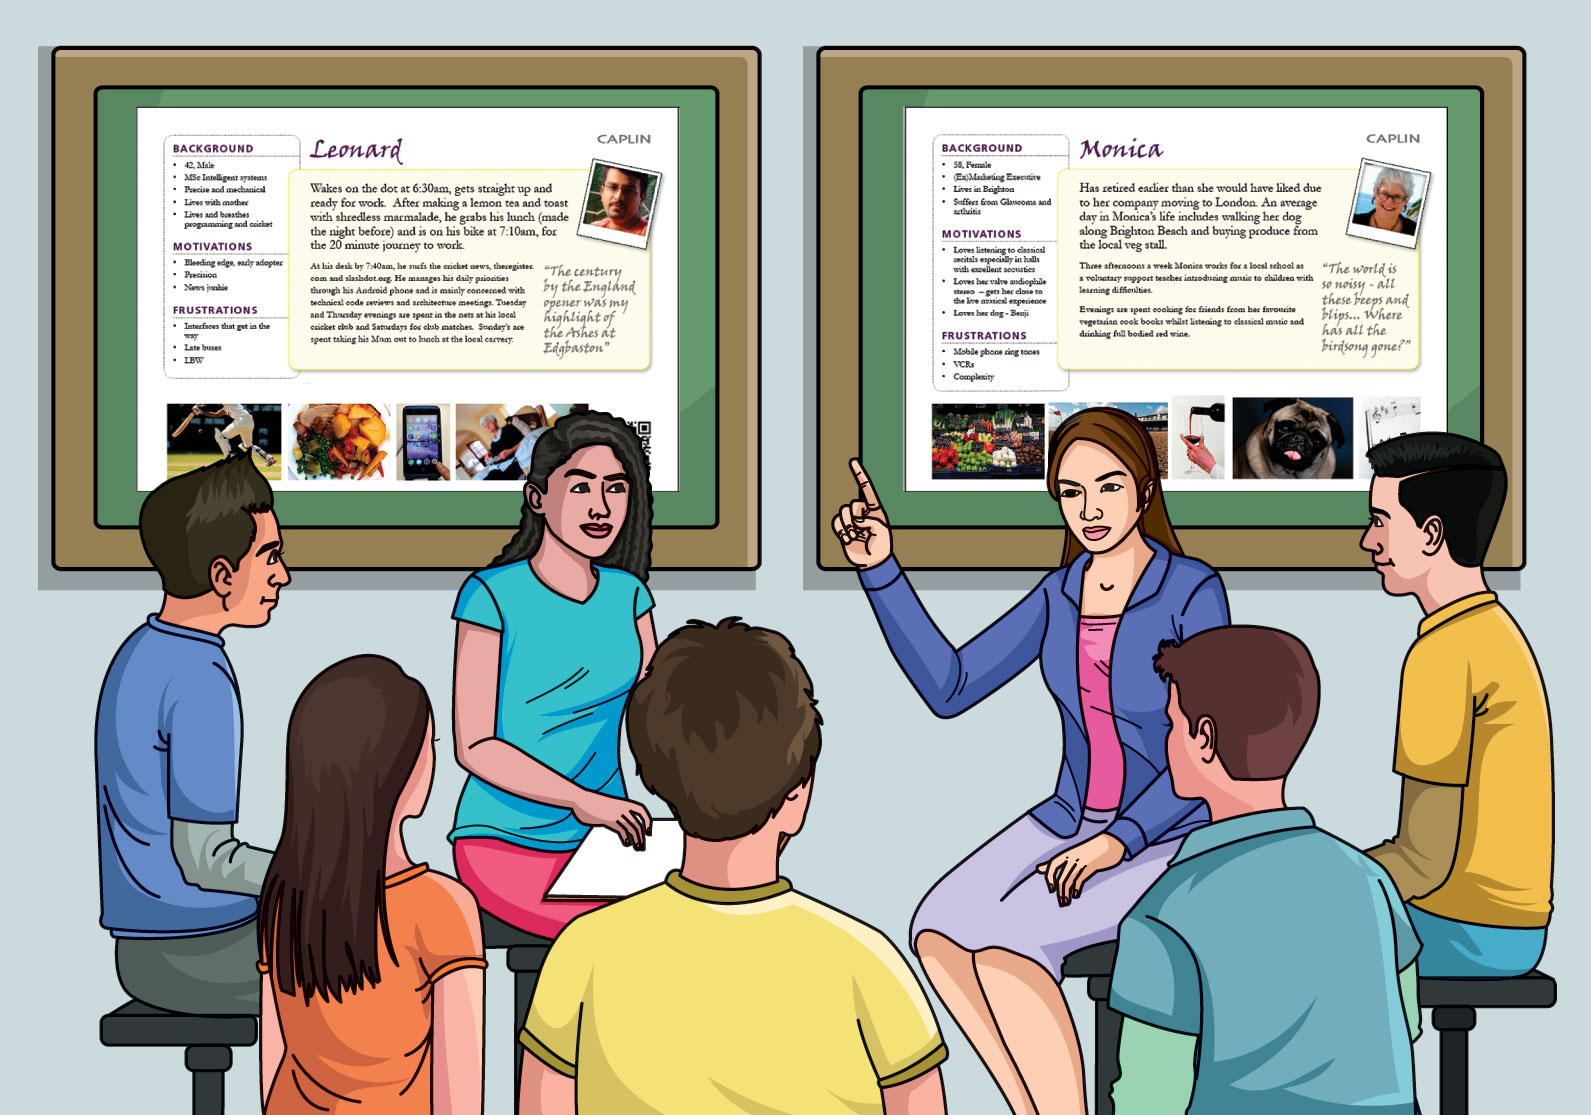 CAPLIN
Leonard
BACKGROUND
• 42, Male
• MSc Intelligent systems
• Precise and mechanical
• Lives with mother
• Lives and breathes
programming and cricket
MOTIVATIONS
• Bleeding edge, early adopter
• Precision
• News junkie
FRUSTRATIONS
• Interfaces that get in the
way
• Late buses
• LBW
Wakes on the dot at 6:30am, gets straight up and
ready for work. After making a lemon tea and toast
with shredless marmalade, he grabs his lunch (made
the night before) and is on his bike at 7:10am, for
the 20 minute journey to work.
At his desk by 7:40am, he surfs the cricket news, theregister.
com and slashdot.org. He manages his daily priorities
through his Android phone and is mainly concerned with
technical code reviews and architecture meetings. Tuesday
and Thursday evenings are spent in the nets at his local
cricket club and Saturdays for club matches. Sunday's are
spent taking his Mum out to lunch at the local carvery.
"The century
by the England
opener was my
highlight of
the Ashes at
Edgbaston"
CAPLIN
Monica
BACKGROUND
• 58, Female
• (Ex)Marketing Executive
• Lives in Brighton
• Suffers from Glaucoma and
arthritis
MOTIVATIONS
• Loves listening to classical
recitals especially in halls
with excellent acoustics
• Loves her valve audiophile
stereo – gets her close to
the live musical experience
• Loves her dog - Benji
FRUSTRATIONS
• Mobile phone ring tones
• VCRs
• Complexity
Has retired earlier than she would have liked due
to her company moving to London. An average
day in Monica's life includes walking her dog
along Brighton Beach and buying produce from
the local veg stall.
Three afternoons a week Monica works for a local school as
a voluntary support teacher introducing music to children with
learning difficulties.
Evenings are spent cooking for friends from her favourite
vegetarian cook books whilst listening to classical music and
drinking full bodied red wine.
"The world is
so noisy - all
these beeps and
blips... Where
has all the
birdsong gone?"